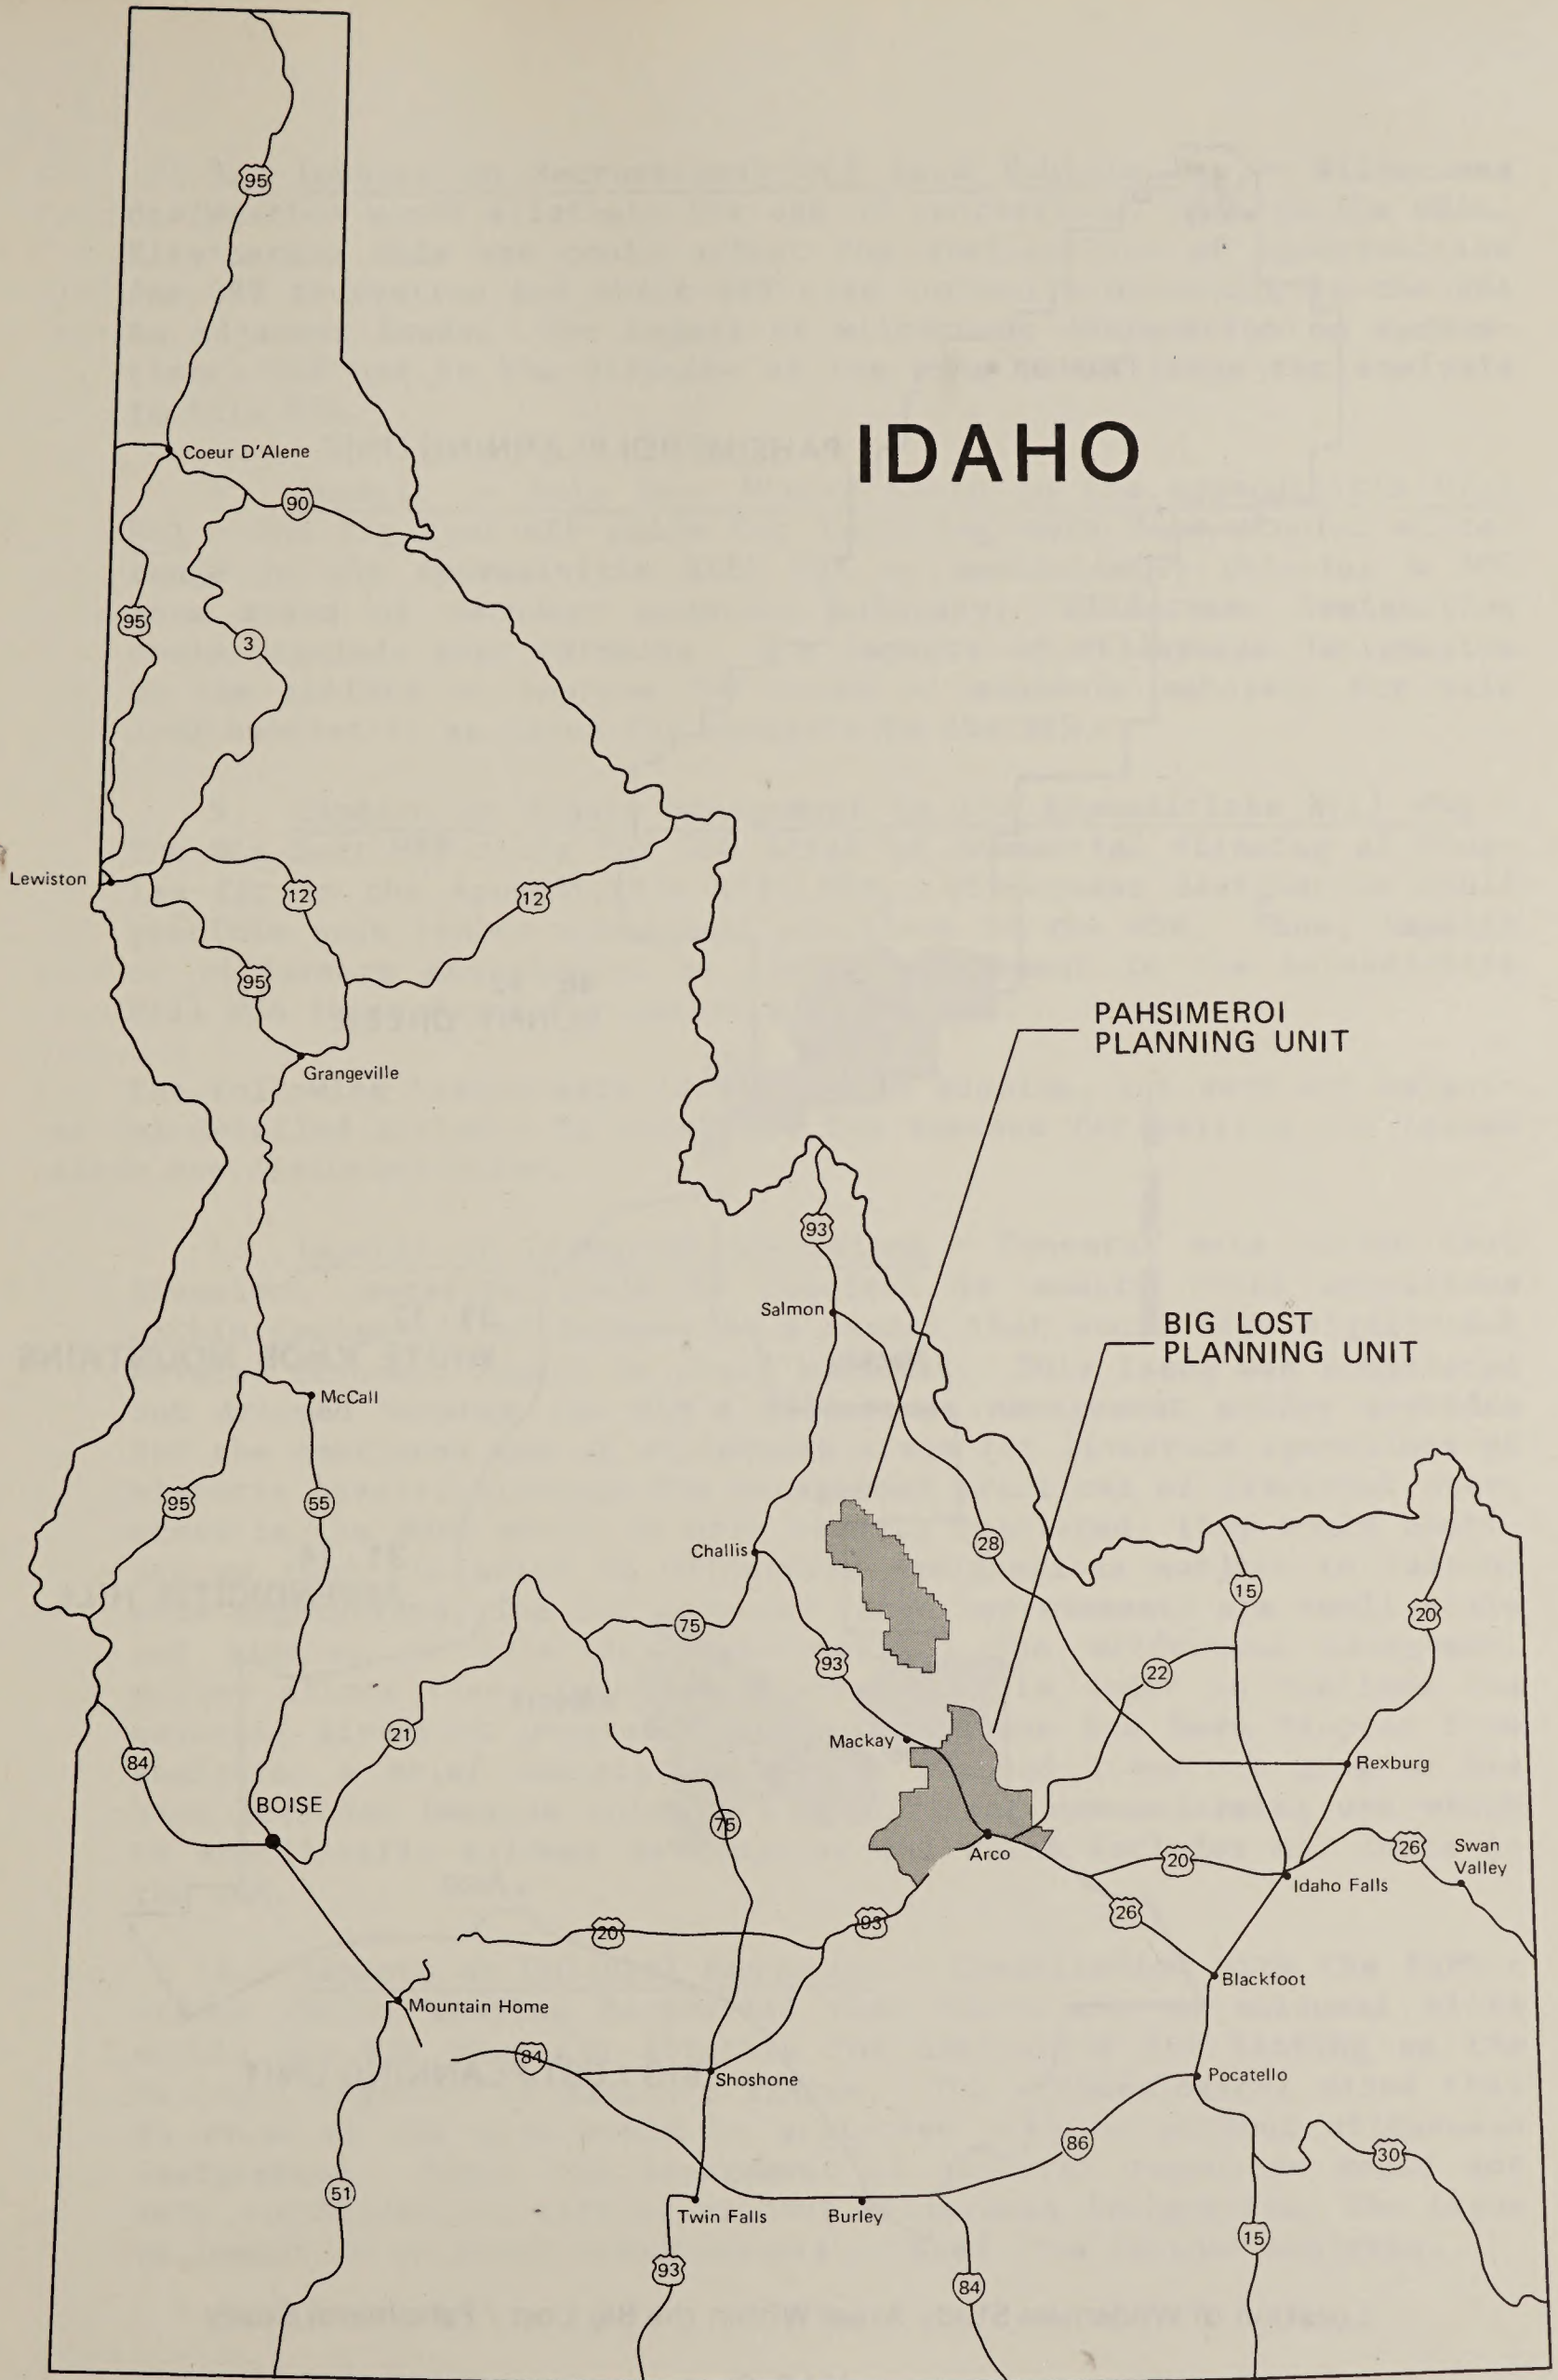 95
Coeur D'Alene
IDAHO
90
95
3
Lewiston
12
12
95
PAHSIMEROI
PLANNING UNIT
Grangeville
93
Salmon
BIG LOST
PLANNING UNIT
McCall
95
55
28
Challis
15
20
75
93
22
21
Mackay
84
Rexburg
BOISE
75
Arco
26
Swan
Valley
20
Idaho Falls
26
93
20
Blackfoot
Mountain Home
84
Shoshone
Pocatello
86
30
51
Twin Falls
Burley
15
93
84